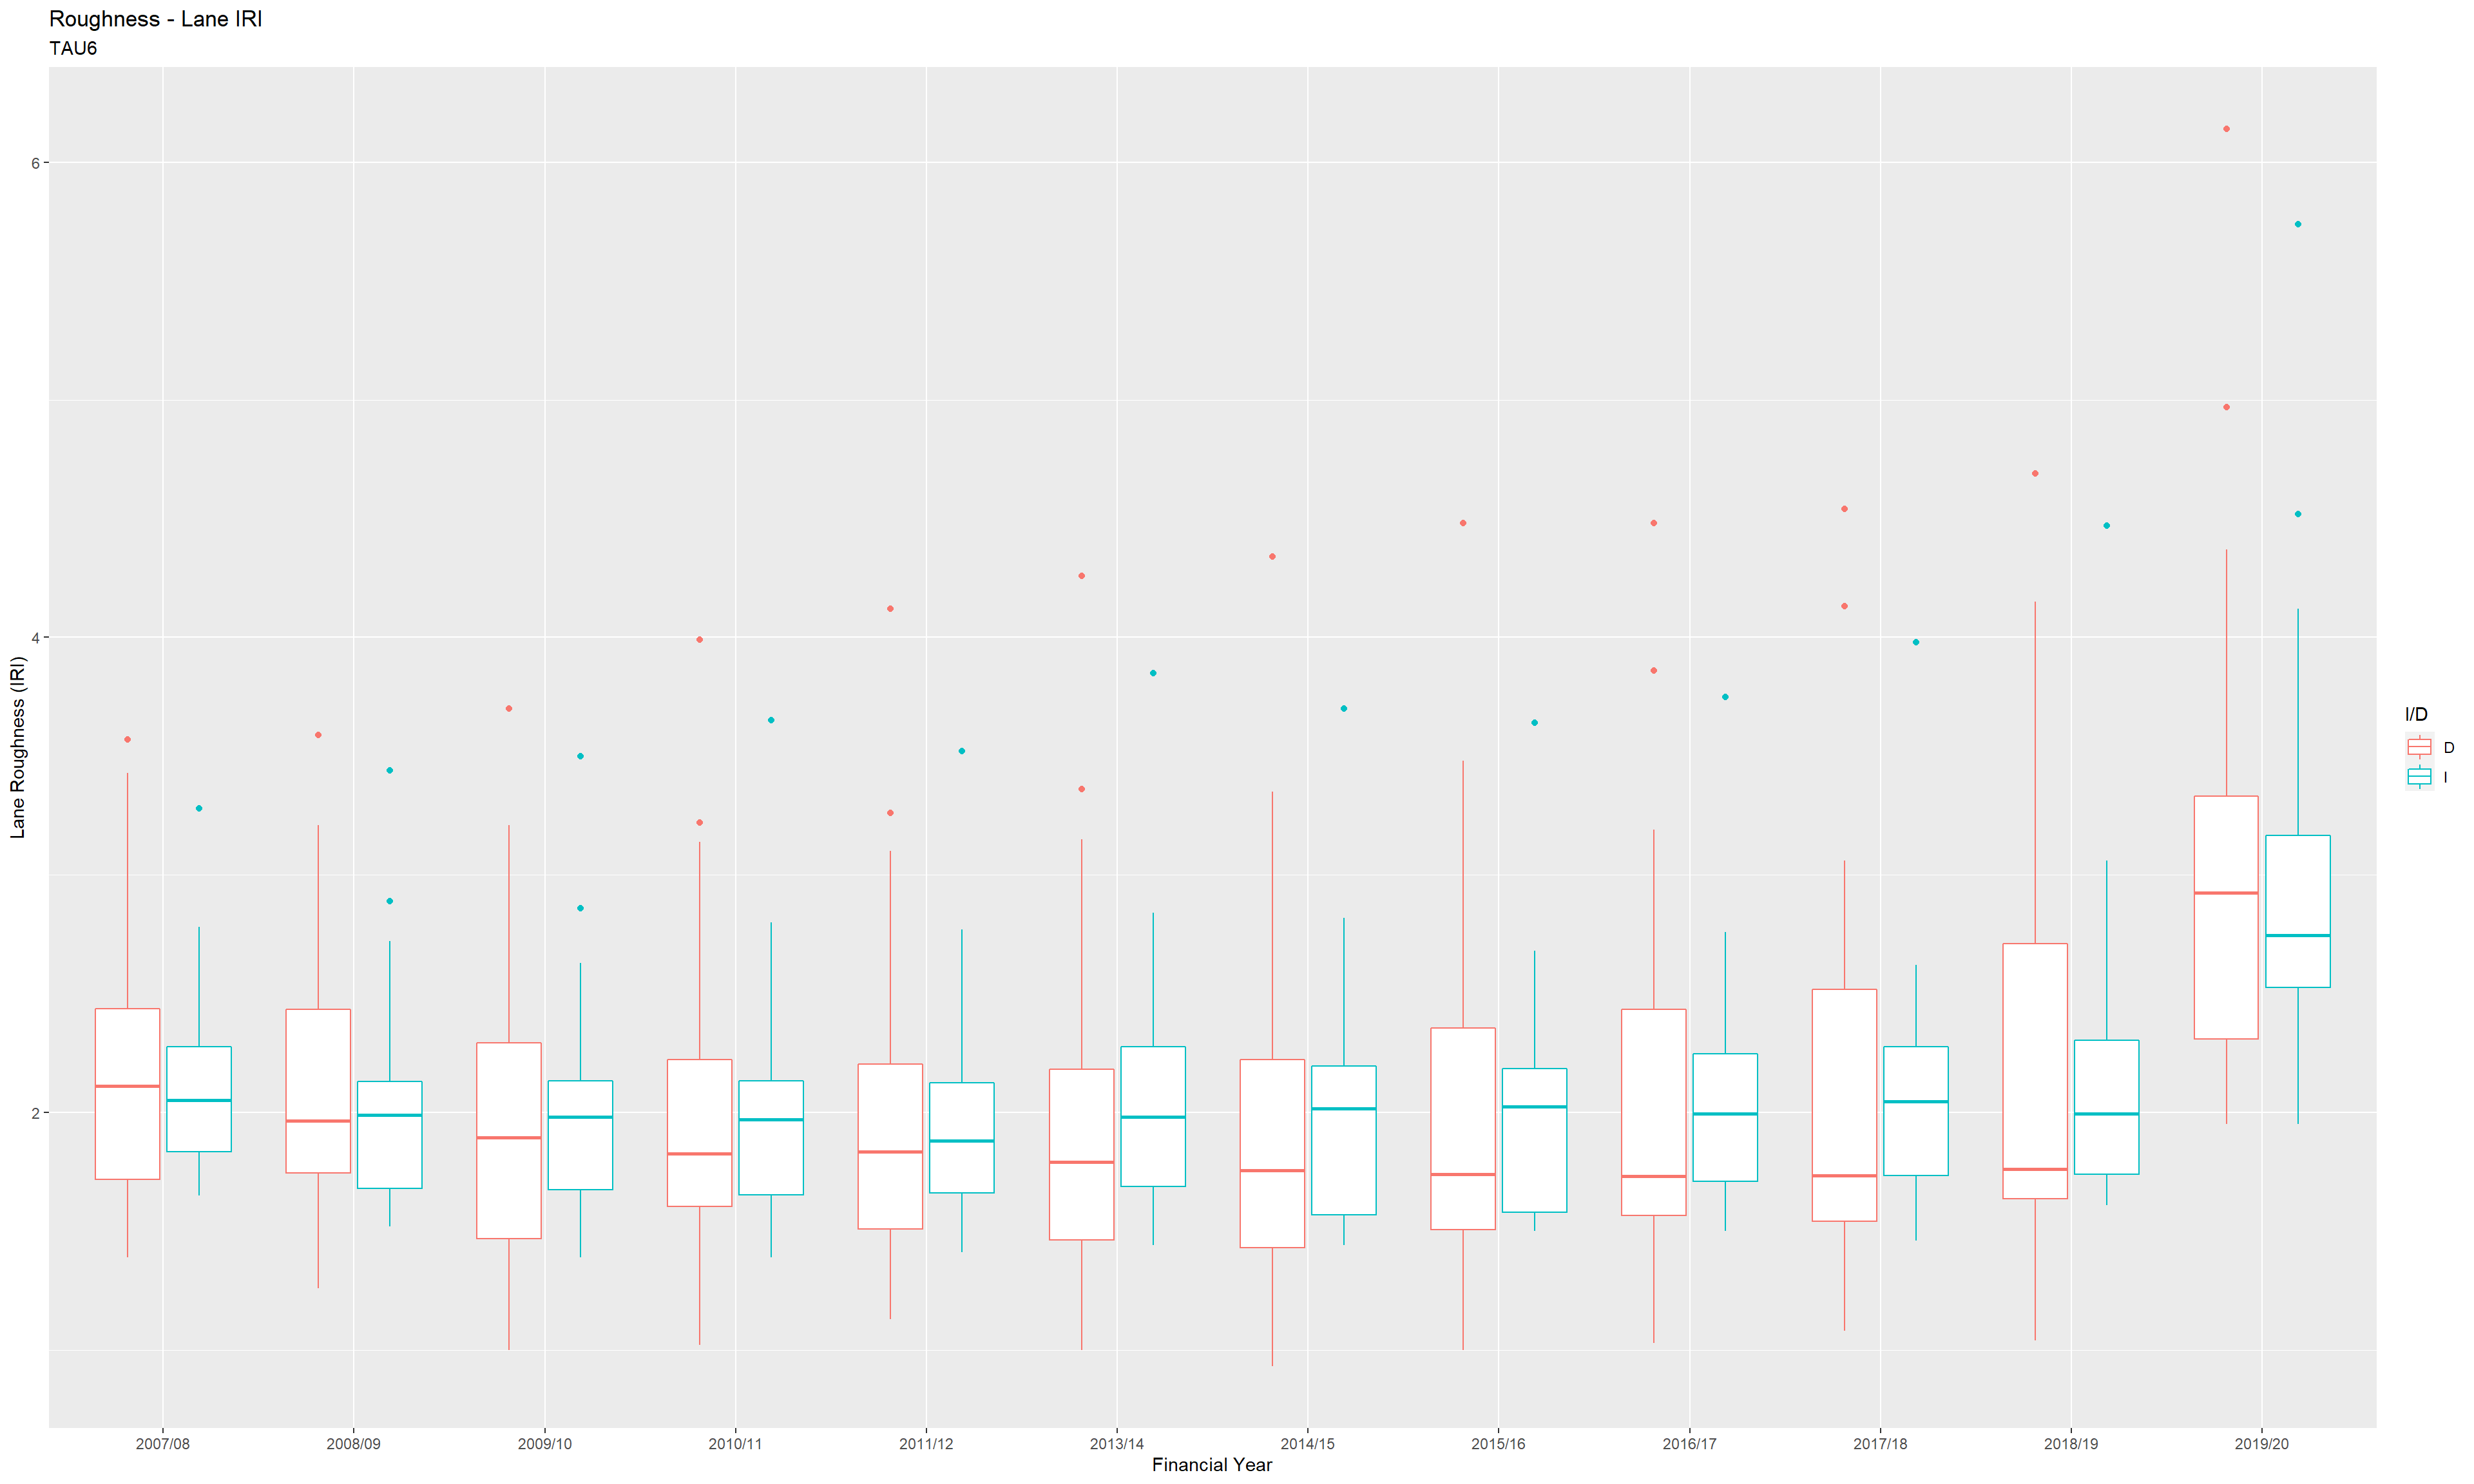 Roughness - Lane IRI
TAU6
6
4
2
Lane Roughness (IRI)
2007/08
2008/09
2009/10
2010/11
2011/12
2013/14
2014/15
2015/16
2016/17
2017/18
2018/19
2019/20
Financial Year
I/D
D
I